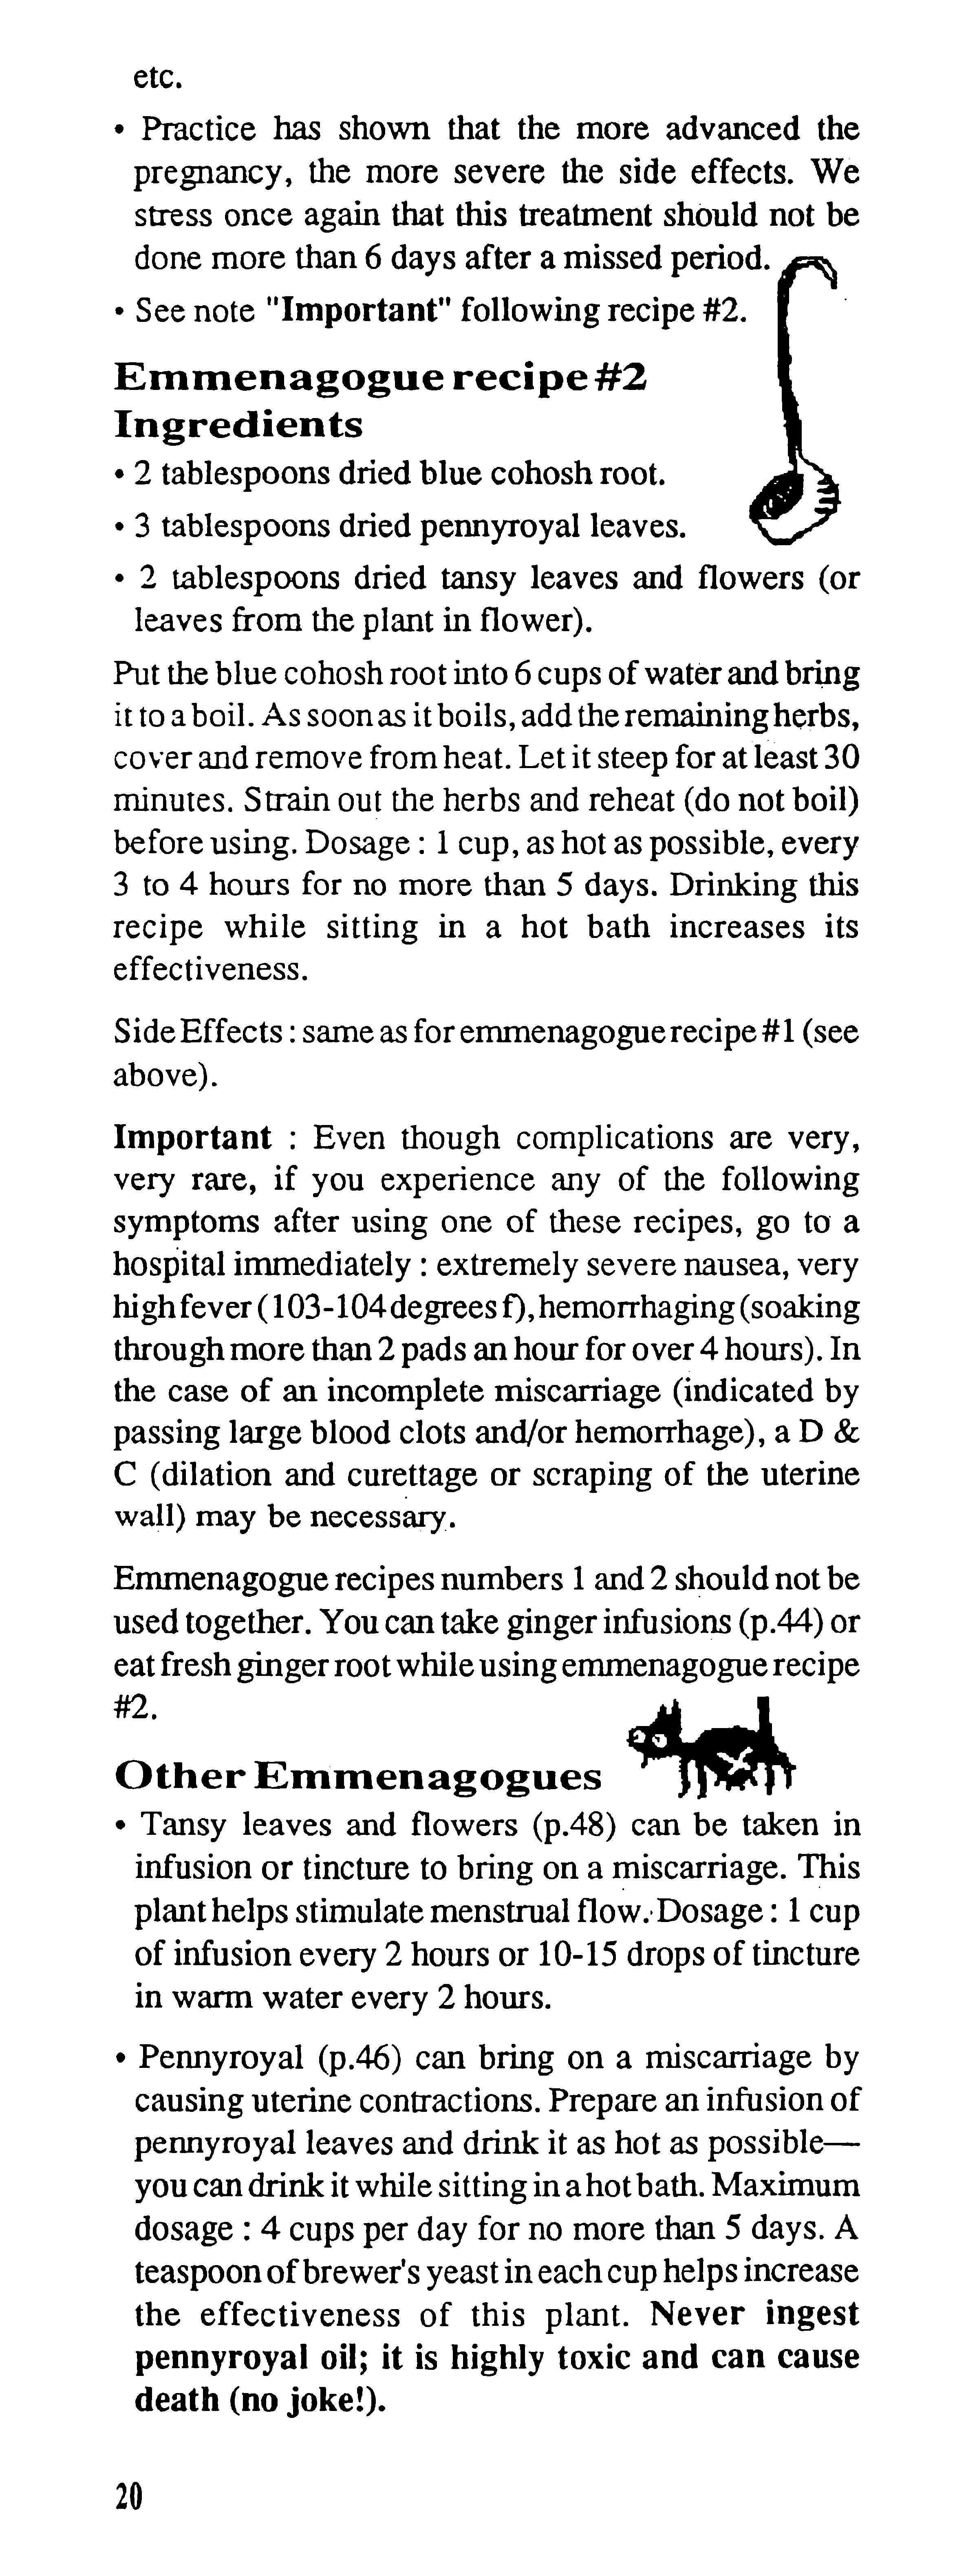 etc.
• Practice has shown that the more advanced the
pregnancy, the more severe the side effects. We
stress once again that this treatment should not be
done more than 6 days after a missed period.
• See note "Important" following recipe #2.
Emmenagogue recipe #2
Ingredients
• 2 tablespoons dried blue cohosh root.
• 3 tablespoons dried pennyroyal leaves.
• 2 tablespoons dried tansy leaves and flowers (or
leaves from the plant in flower).
Put the blue cohosh root into 6 cups of water and bring
it to a boil. As soon as it boils, add the remaining herbs,
cover and remove from heat. Let it steep for at least 30
minutes. Strain out the herbs and reheat (do not boil)
before using. Dosage : 1 cup, as hot as possible, every
3 to 4 hours for no more than 5 days. Drinking this
recipe while sitting in a hot bath increases its
effectiveness.
Side Effects : same as for emmenagogue recipe #1 (see
above).
Important : Even though complications are very,
very rare, if you experience any of the following
symptoms after using one of these recipes, go to a
hospital immediately : extremely severe nausea, very
high fever (103-104 degrees f), hemorrhaging (soaking
through more than 2 pads an hour for over 4 hours). In
the case of an incomplete miscarriage (indicated by
passing large blood clots and/or hemorrhage), a D &
C (dilation and curettage or scraping of the uterine
wall) may be necessary.
Emmenagogue recipes numbers 1 and 2 should not be
used together. You can take ginger infusions (p.44) or
eat fresh ginger root while using emmenagogue recipe
#2.
Other Emmenagogues
• Tansy leaves and flowers (p.48) can be taken in
infusion or tincture to bring on a miscarriage. This
plant helps stimulate menstrual flow. Dosage : 1 cup
of infusion every 2 hours or 10-15 drops of tincture
in warm water every 2 hours.
• Pennyroyal (p.46) can bring on a miscarriage by
causing uterine contractions. Prepare an infusion of
pennyroyal leaves and drink it as hot as possible—
you can drink it while sitting in a hot bath. Maximum
dosage : 4 cups per day for no more than 5 days. A
teaspoon of brewer's yeast in each cup helps increase
the effectiveness of this plant. Never ingest
pennyroyal oil; it is highly toxic and can cause
death (no joke!).
20